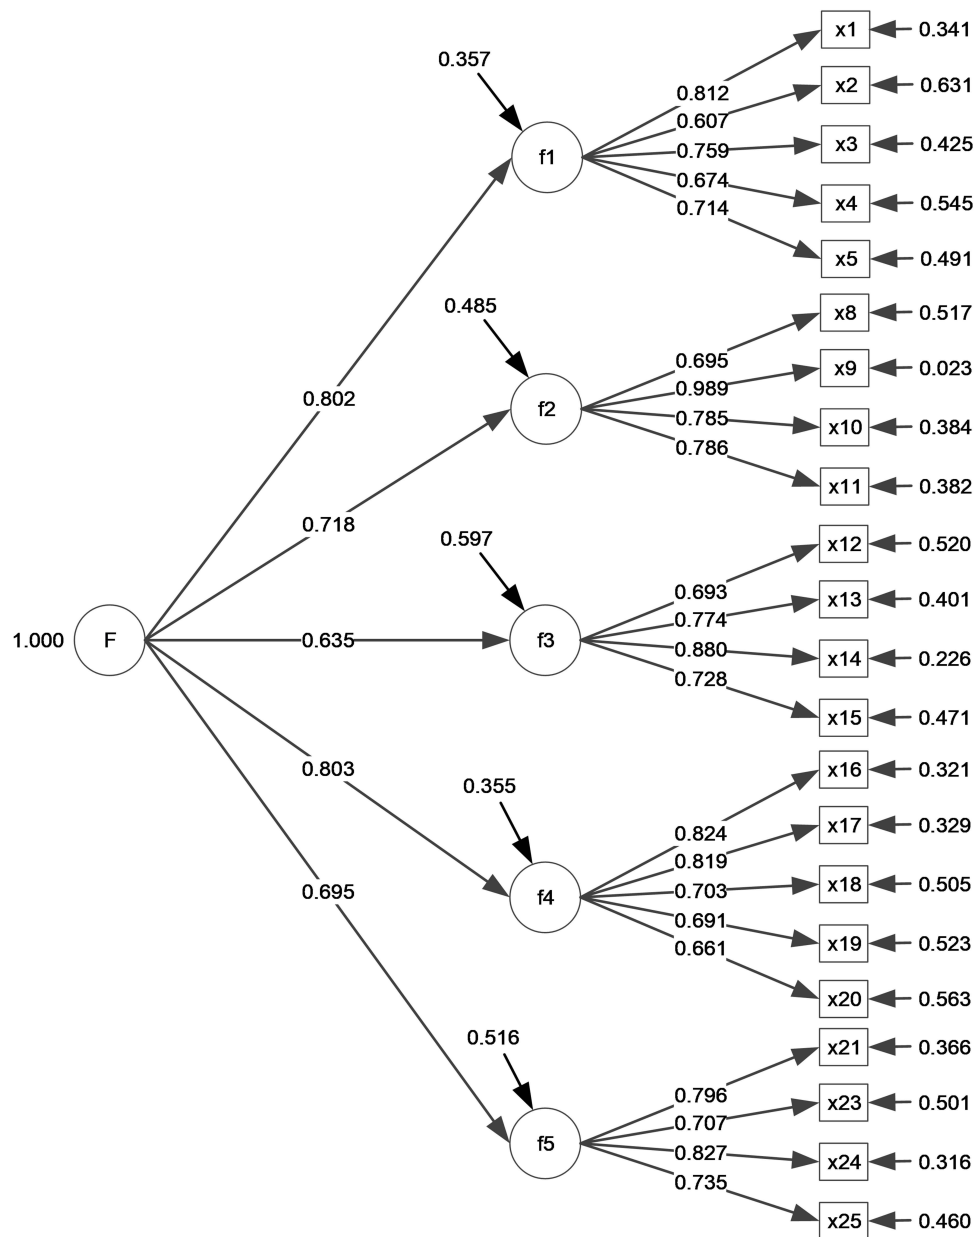 x1 0.341
0.357
0.812
x2 0.631
0.607
f1
0.759
x3 0.425
0.674
x4 0.545
0.714
x5 0.491
0.485
x8 0.517
0.695
0.989
x9 0.023
0.802
f2
0.785
x10 0.384
0.786
x11 0.382
0.718
0.597
x12 0.520
0.693
0.774
x13 0.401
1.000 F 0.635 f3
0.880
x14 0.226
0.728
x15 0.471
0.803
0.355
x16 0.321
0.824
0.819
x17 0.329
0.695
f4
0.703
x18 0.505
0.691
x19 0.523
0.661
x20 0.563
0.516
x21 0.366
0.796
0.707
x23 0.501
f5
0.827
x24 0.316
0.735
x25 0.460